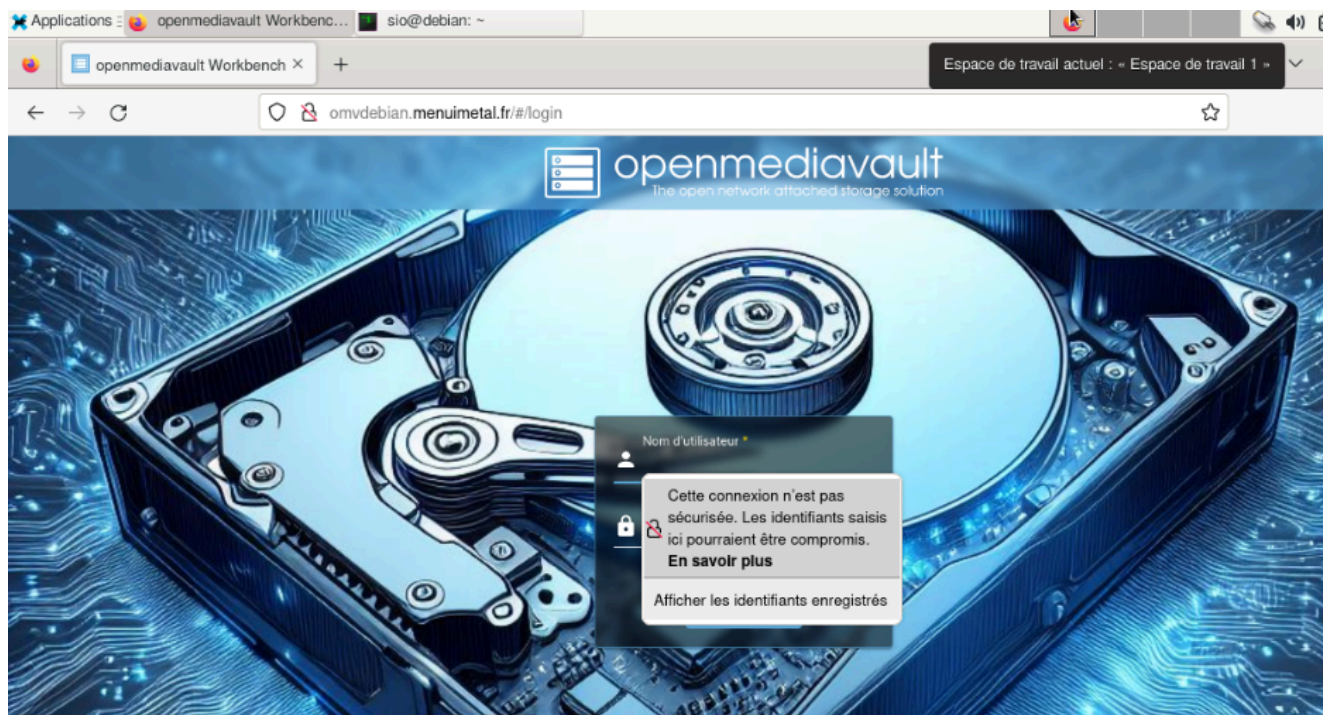 Applications
openmediavault Workbenc...
sio@debian: ~
openmediavault Workbench
Espace de travail actuel : « Espace de travail 1 »
omvdebian.menuimetal.fr/#/login
openmediavault
The open network attached storage solution
Nom d'utilisateur *
Cette connexion n'est pas
sécurisée. Les identifiants saisis
ici pourraient être compromis.
En savoir plus
Afficher les identifiants enregistrés